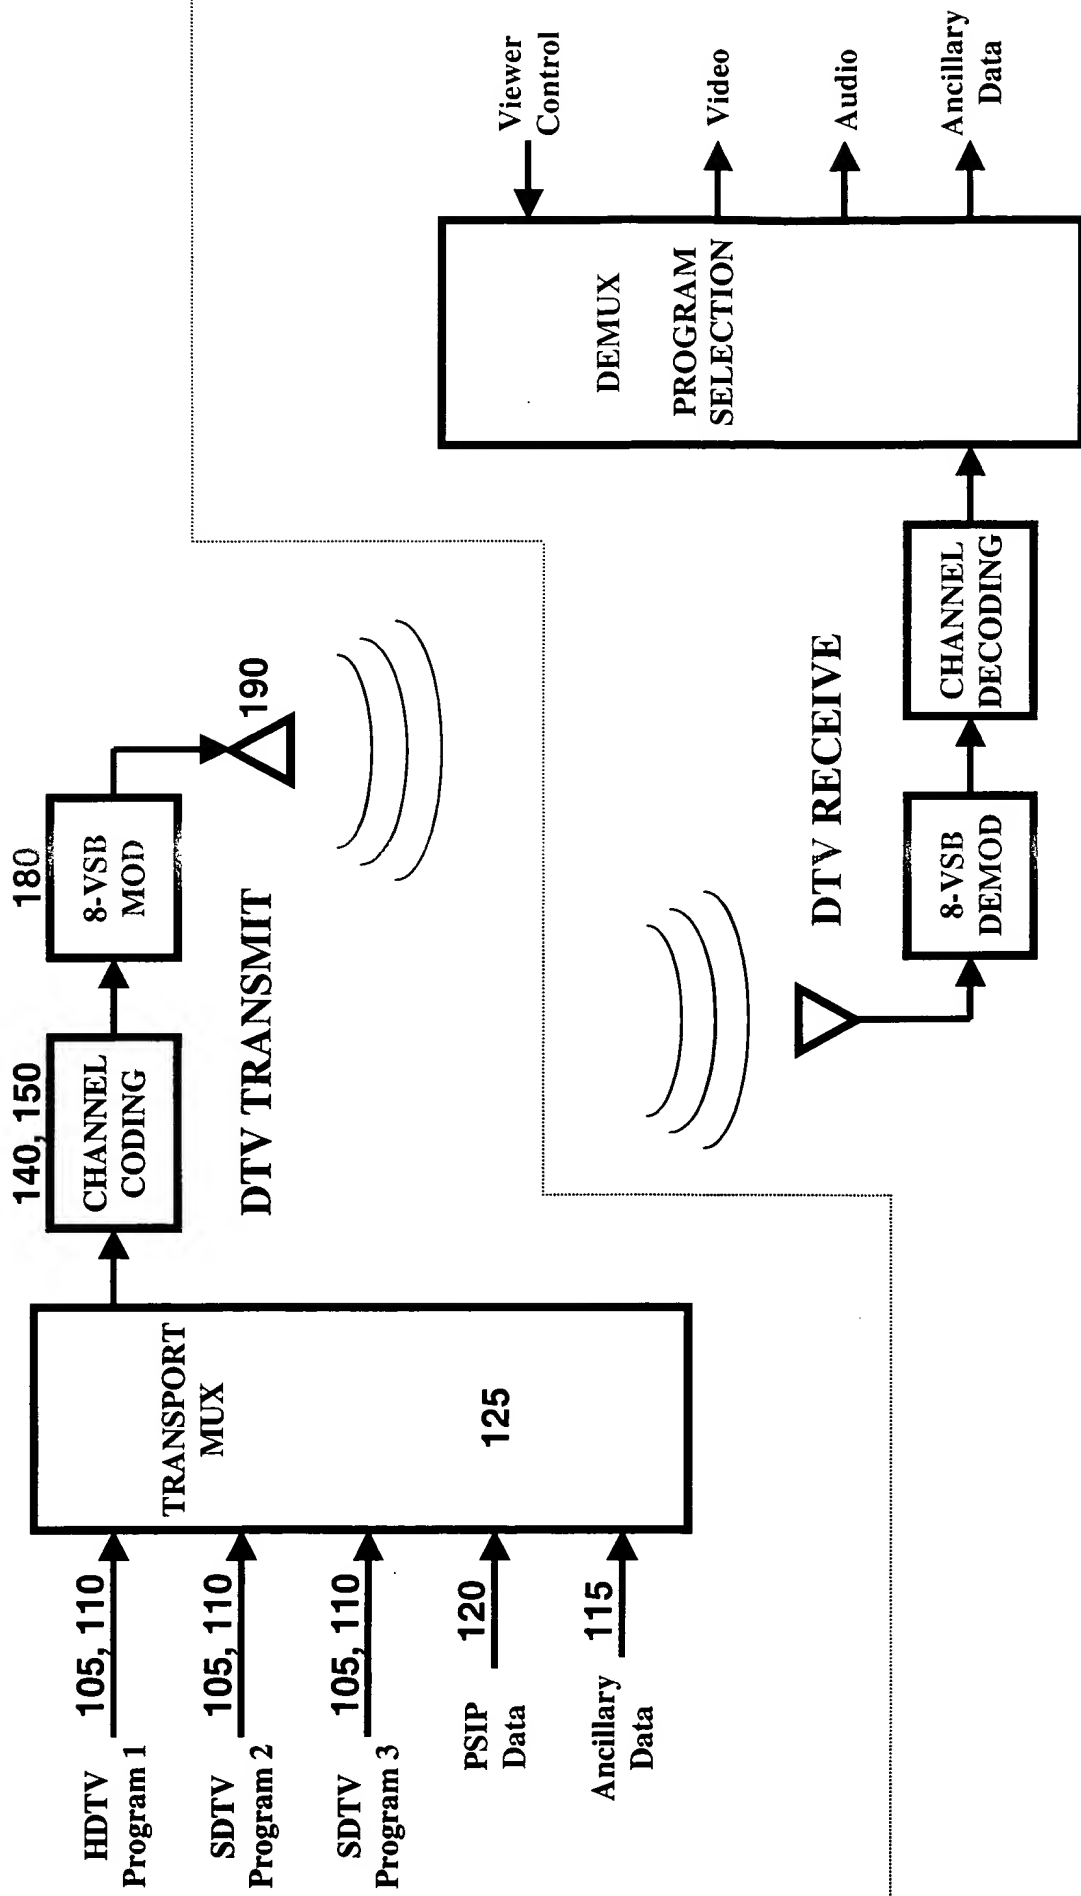 HDTV
Program 1
105, 110
SDTV
Program 2
105, 110
SDTV
Program 3
105, 110
PSIP
Data
120
Ancillary
Data
115
TRANSPORT
MUX
125
140, 150
CHANNEL
CODING
180
8-VSB
MOD
190
DTV TRANSMIT
DTV RECEIVE
8-VSB
DEMOD
CHANNEL
DECODING
DEMUX
PROGRAM
SELECTION
Viewer
Control
Video
Audio
Ancillary
Data